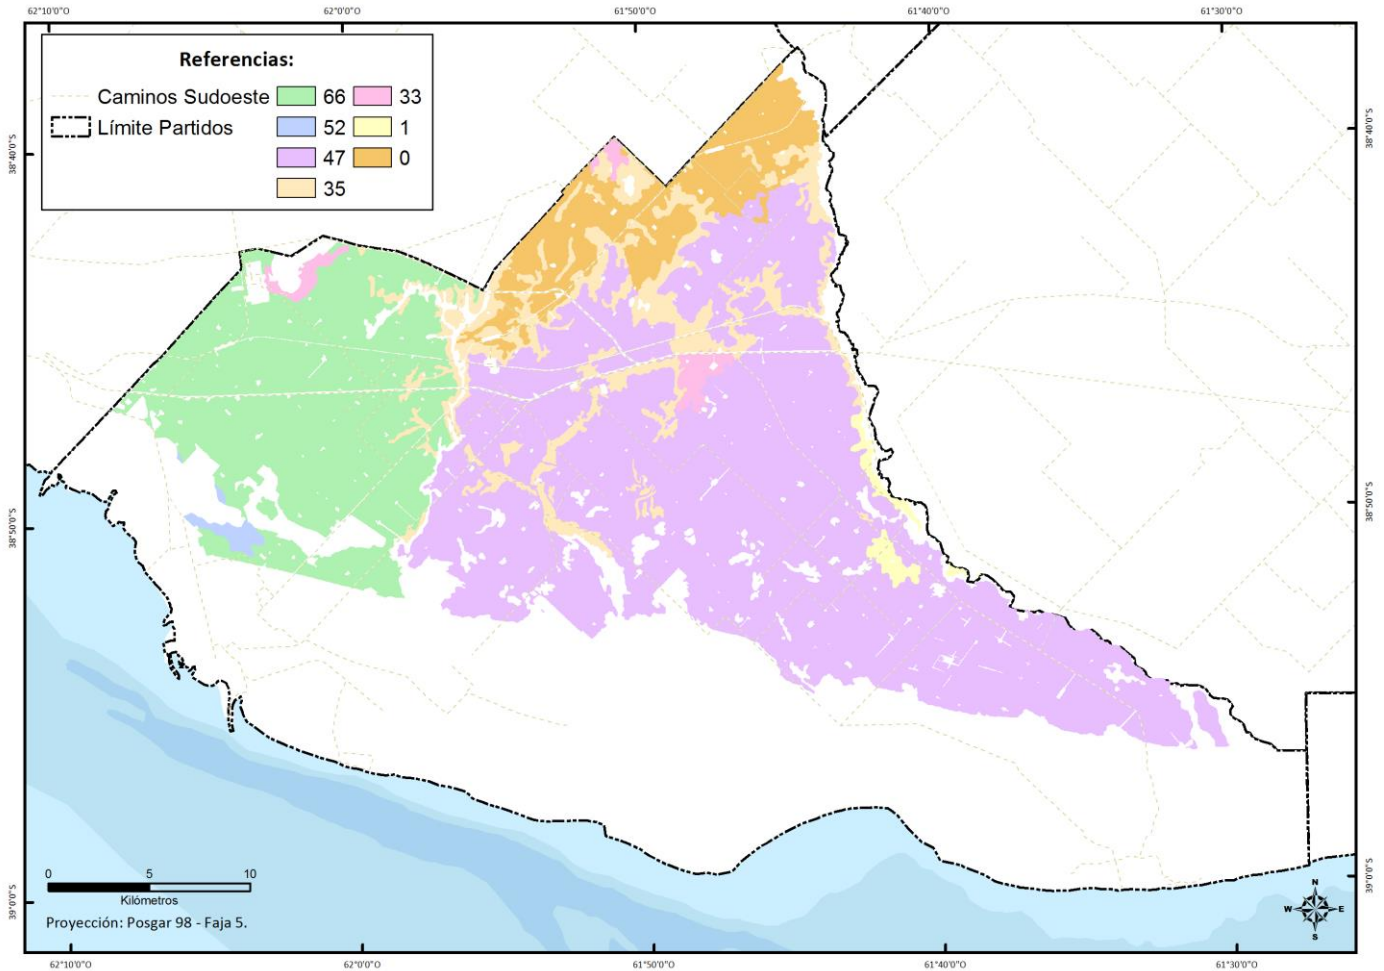 62°10'0"O 62°0'0"O 61°50'0"O 61°40'0"O 61°30'0"O
Referencias:
Caminos Sudoeste 66 33
Límite Partidos 52 1
47 0
35
38°40'0"S 38°40'0"S
38°50'0"S 38°50'0"S
39°0'0"S 39°0'0"S
0 5 10
Kilómetros
Proyección: Posgar 98 - Faja 5.
N
W E
S
62°10'0"O 62°0'0"O 61°50'0"O 61°40'0"O 61°30'0"O